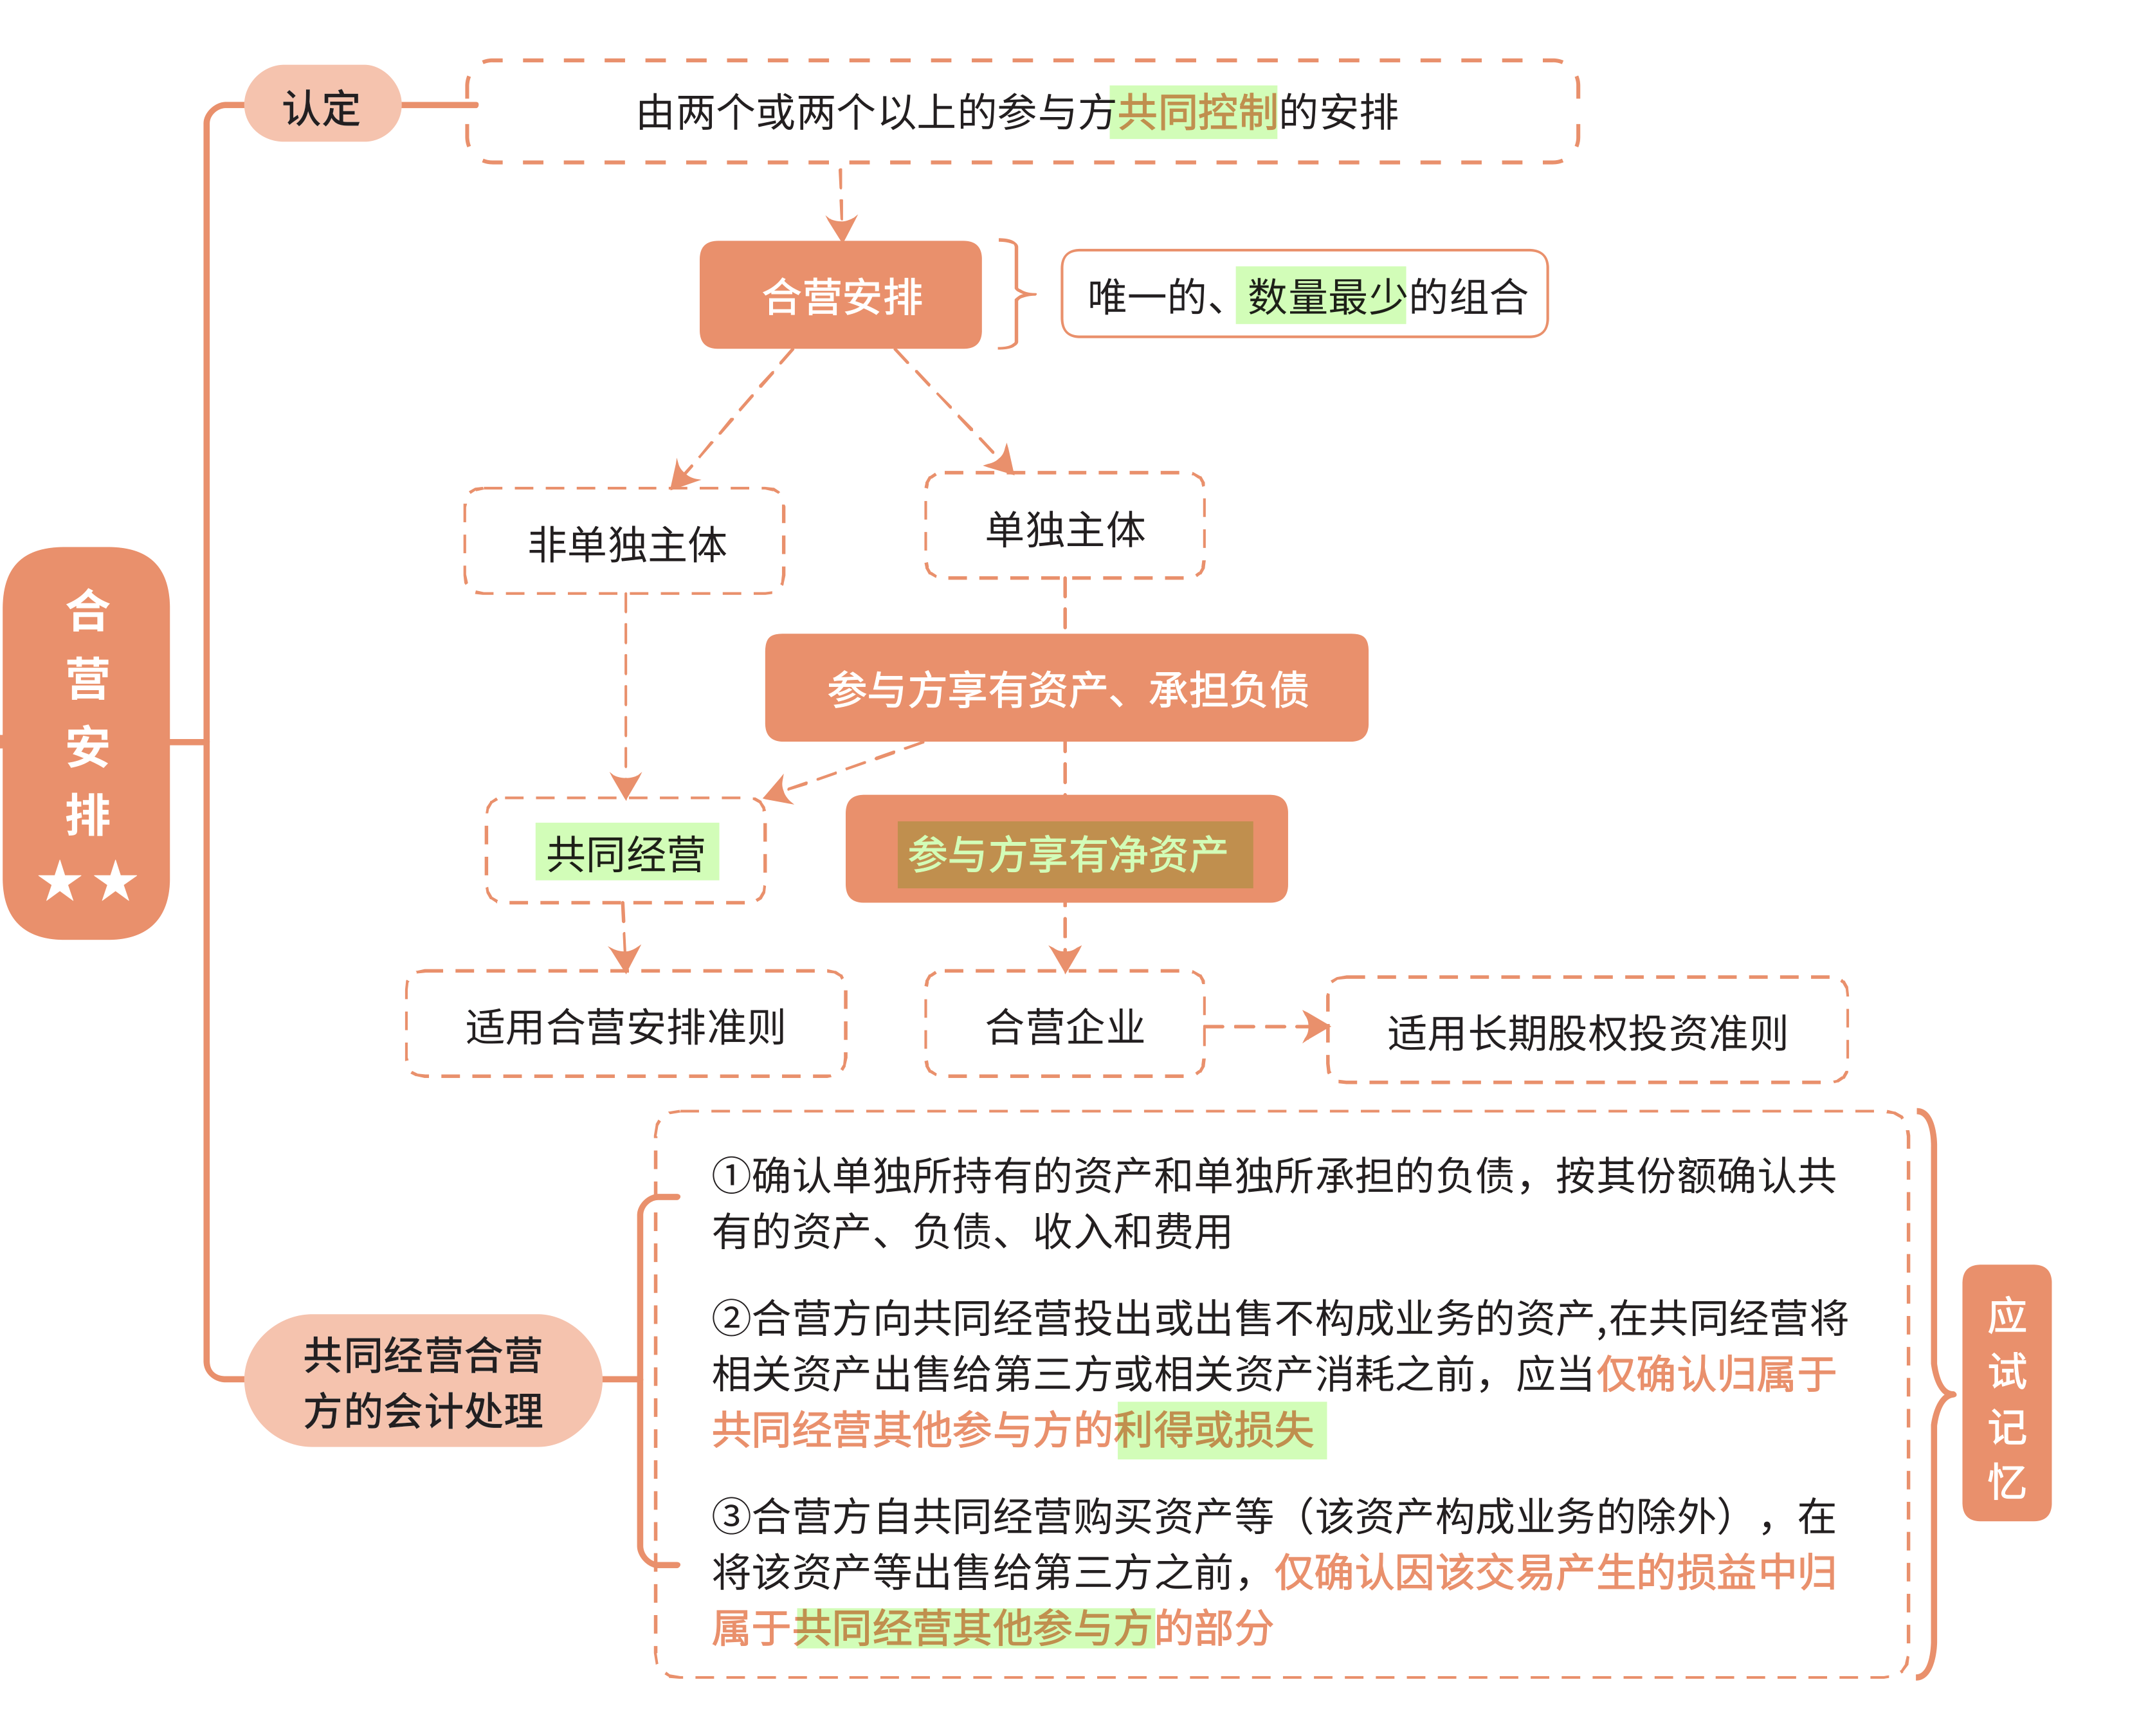 认定
由两个或两个以上的参与方共同控制的安排
合营安排
唯一的、数量最少的组合
非单独主体
单独主体
合
营
安
排
★★
参与方享有资产、承担负债
共同经营
参与方享有净资产
适用合营安排准则
合营企业
适用长期股权投资准则
共同经营合营
方的会计处理
①确认单独所持有的资产和单独所承担的负债，按其份额确认共
有的资产、负债、收入和费用
②合营方向共同经营投出或出售不构成业务的资产,在共同经营将
相关资产出售给第三方或相关资产消耗之前，应当仅确认归属于
共同经营其他参与方的利得或损失
③合营方自共同经营购买资产等（该资产构成业务的除外），在
将该资产等出售给第三方之前，仅确认因该交易产生的损益中归
属于共同经营其他参与方的部分
应
试
记
忆